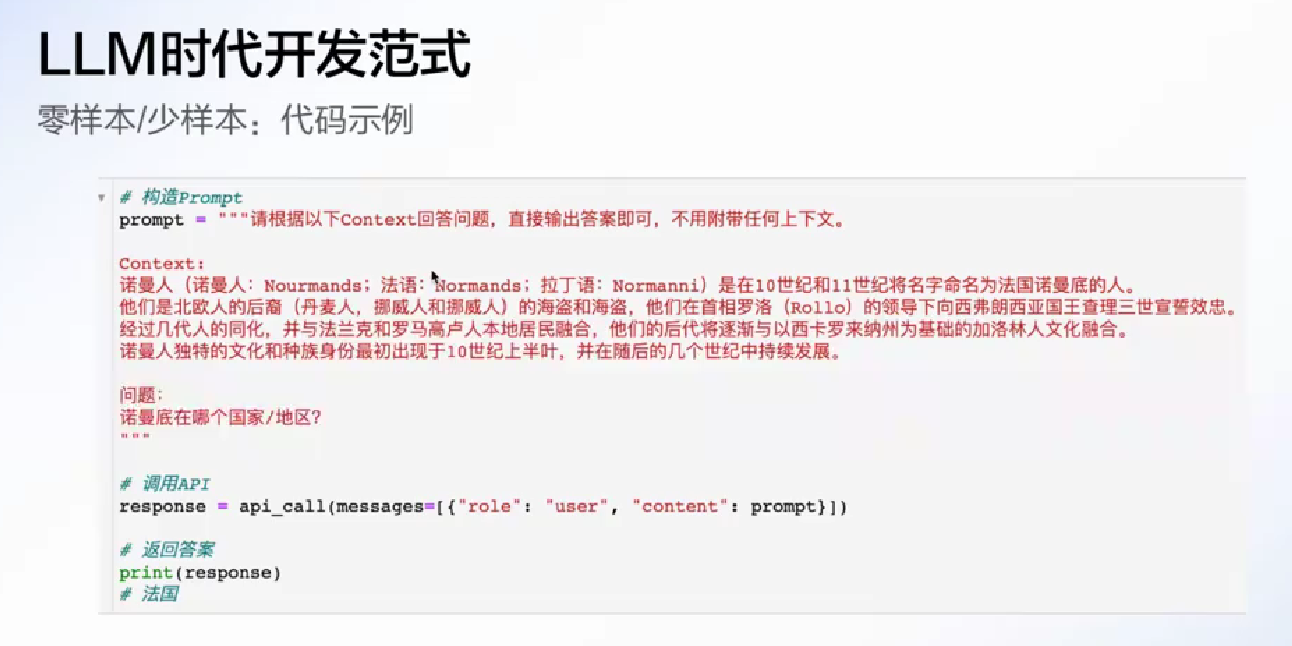 LLM时代开发范式
零样本/少样本：代码示例
# 构造Prompt
prompt = """请根据以下Context回答问题，直接输出答案即可，不用附带任何上下文。
Context:
诺曼人（诺曼人：Nourmands；法语：Normands；拉丁语：Normanni）是在10世纪和11世纪将名字命名为法国诺曼底的人。
他们是北欧人的后裔（丹麦人，挪威人和挪威人）的海盗和海盗，他们在首相罗洛（Rollo）的领导下向西弗朗西亚国王查理三世宣誓效忠。
经过几代人的同化，并与法兰克和罗马高卢人本地居民融合，他们的后代将逐渐与以西卡罗来纳州为基础的加洛林人文化融合。
诺曼人独特的文化和种族身份最初出现于10世纪上半叶，并在随后的几个世纪中持续发展。
问题：
诺曼底在哪个国家/地区?
"""
# 调用API
response = api_call(messages=[{"role": "user", "content": prompt}])
# 返回答案
print(response)
# 法国